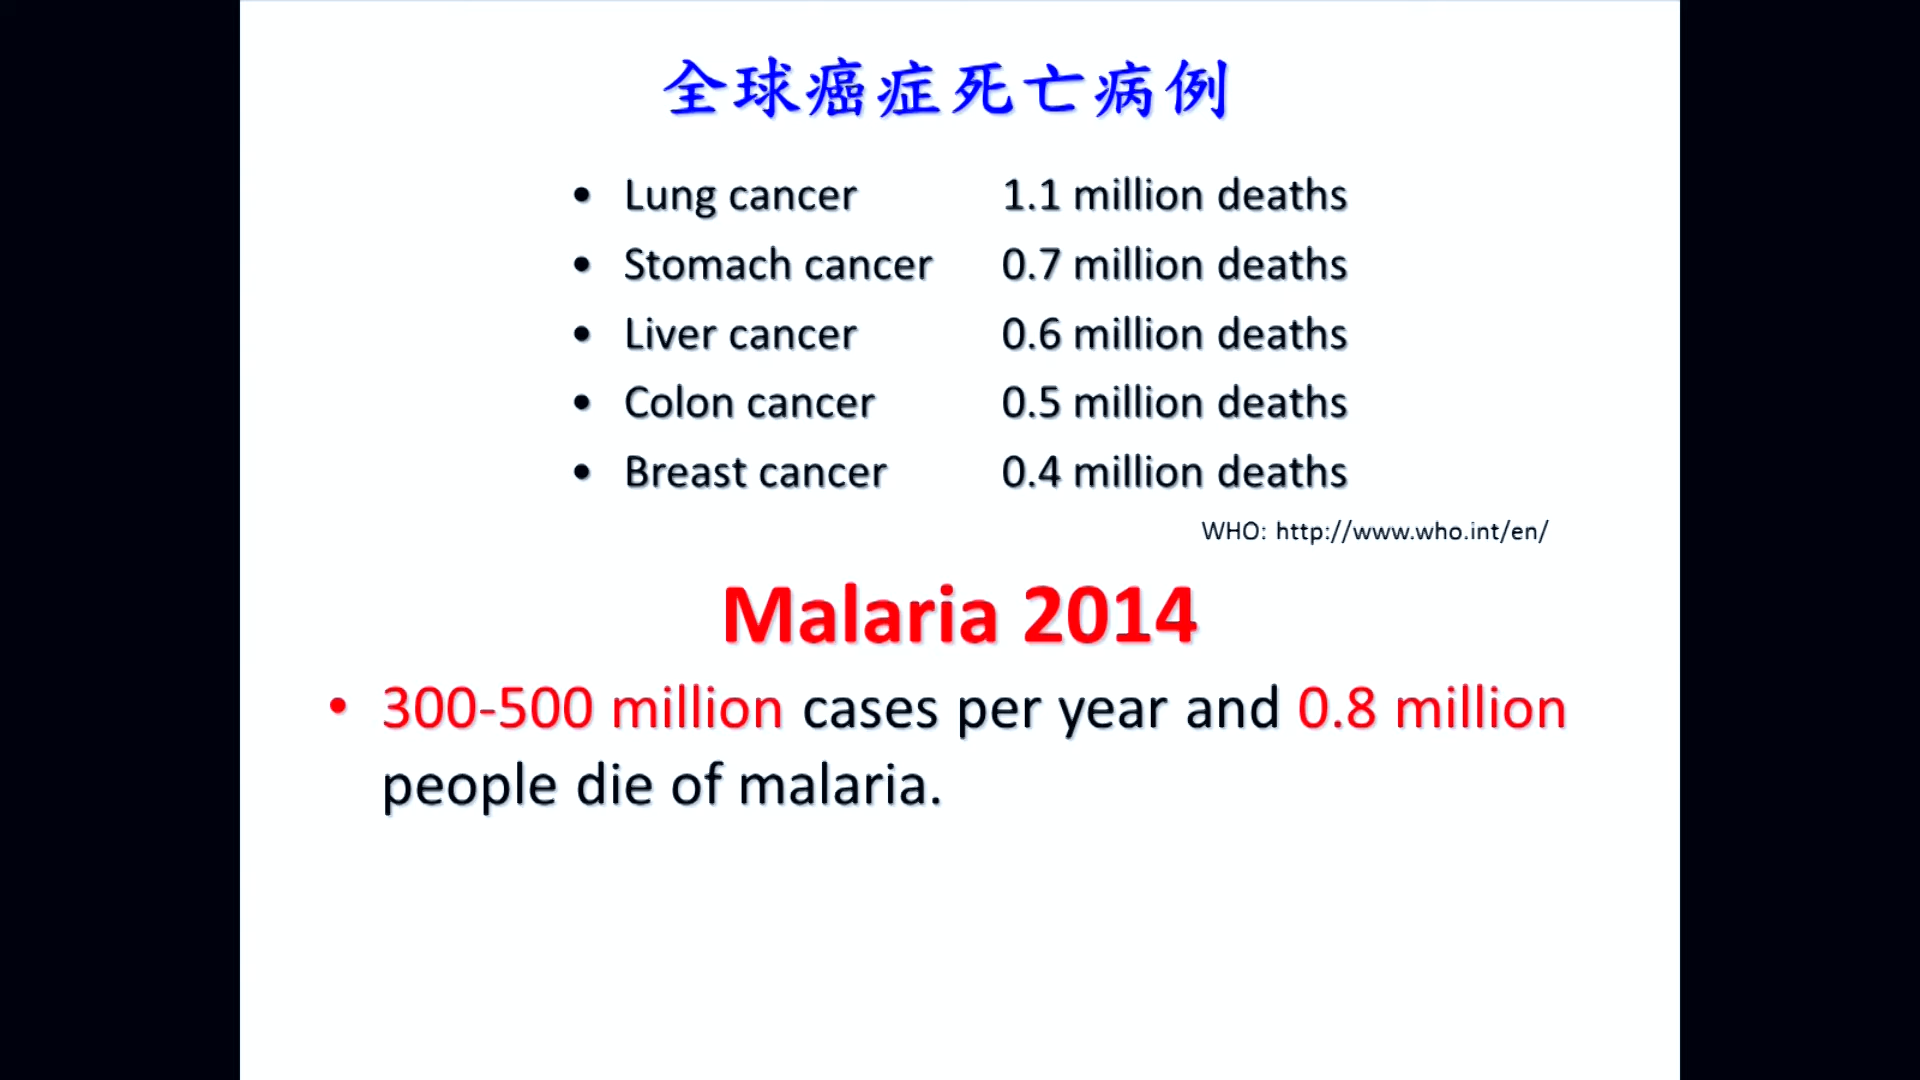 全球癌症死亡病例
• Lung cancer 1.1 million deaths
• Stomach cancer 0.7 million deaths
• Liver cancer 0.6 million deaths
• Colon cancer 0.5 million deaths
• Breast cancer 0.4 million deaths
WHO: http://www.who.int/en/
Malaria 2014
• 300-500 million cases per year and 0.8 million
people die of malaria.